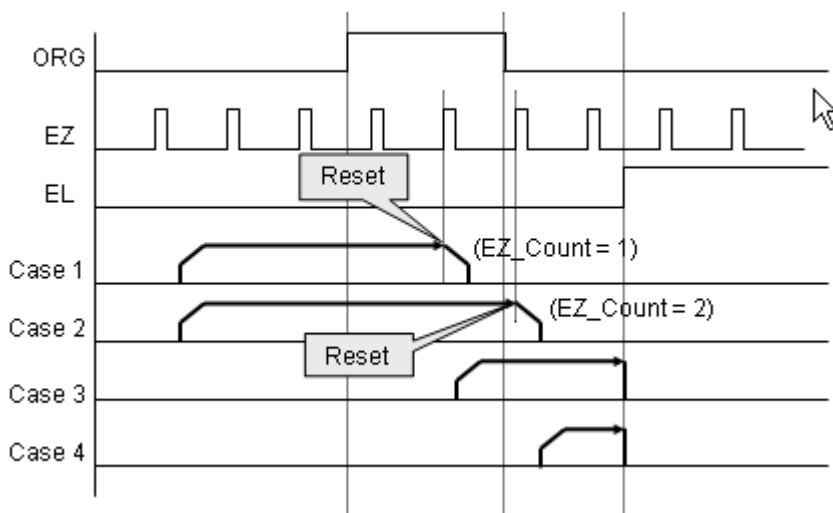 ORG
EZ
EL
Reset
Case 1
(EZ_Count = 1)
Case 2
(EZ_Count = 2)
Reset
Case 3
Case 4